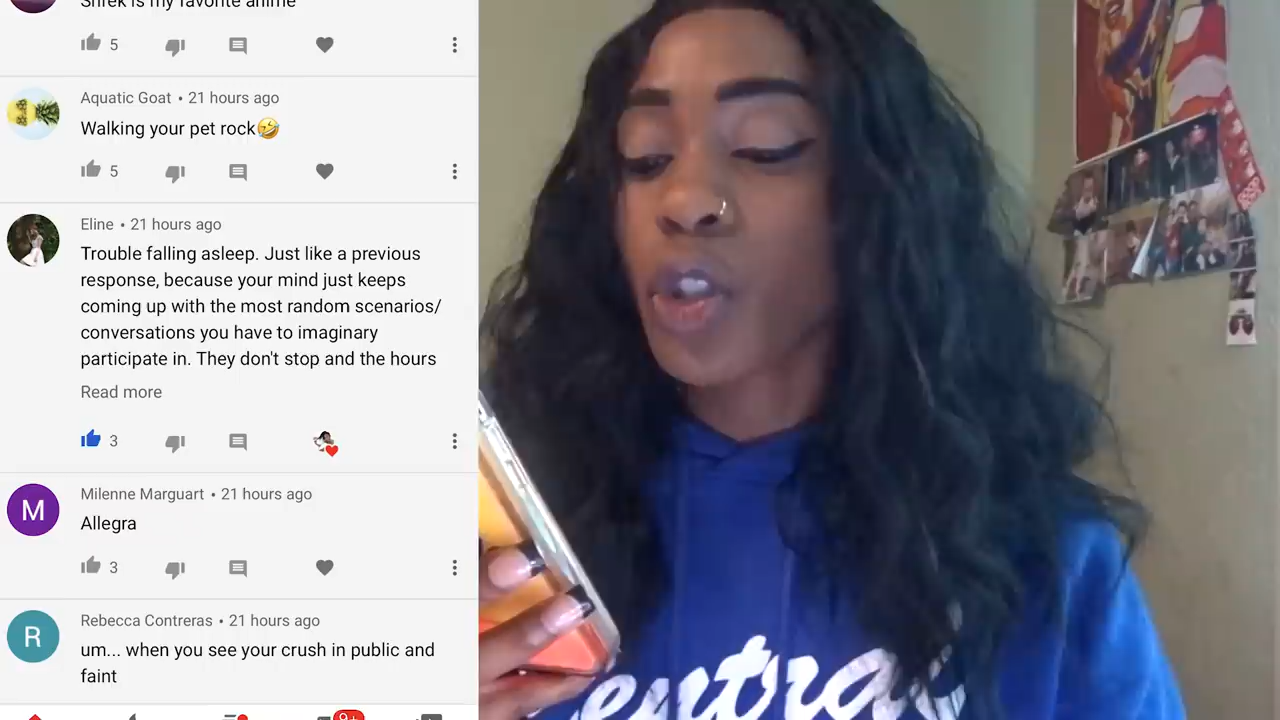 Shrek is my favorite anime
5
Aquatic Goat • 21 hours ago
Walking your pet rock🤣
5
Eline • 21 hours ago
Trouble falling asleep. Just like a previous
response, because your mind just keeps
coming up with the most random scenarios/
conversations you have to imaginary
participate in. They don't stop and the hours
Read more
3
M
Milenne Marguart • 21 hours ago
Allegra
3
R
Rebecca Contreras • 21 hours ago
um... when you see your crush in public and
faint
9+